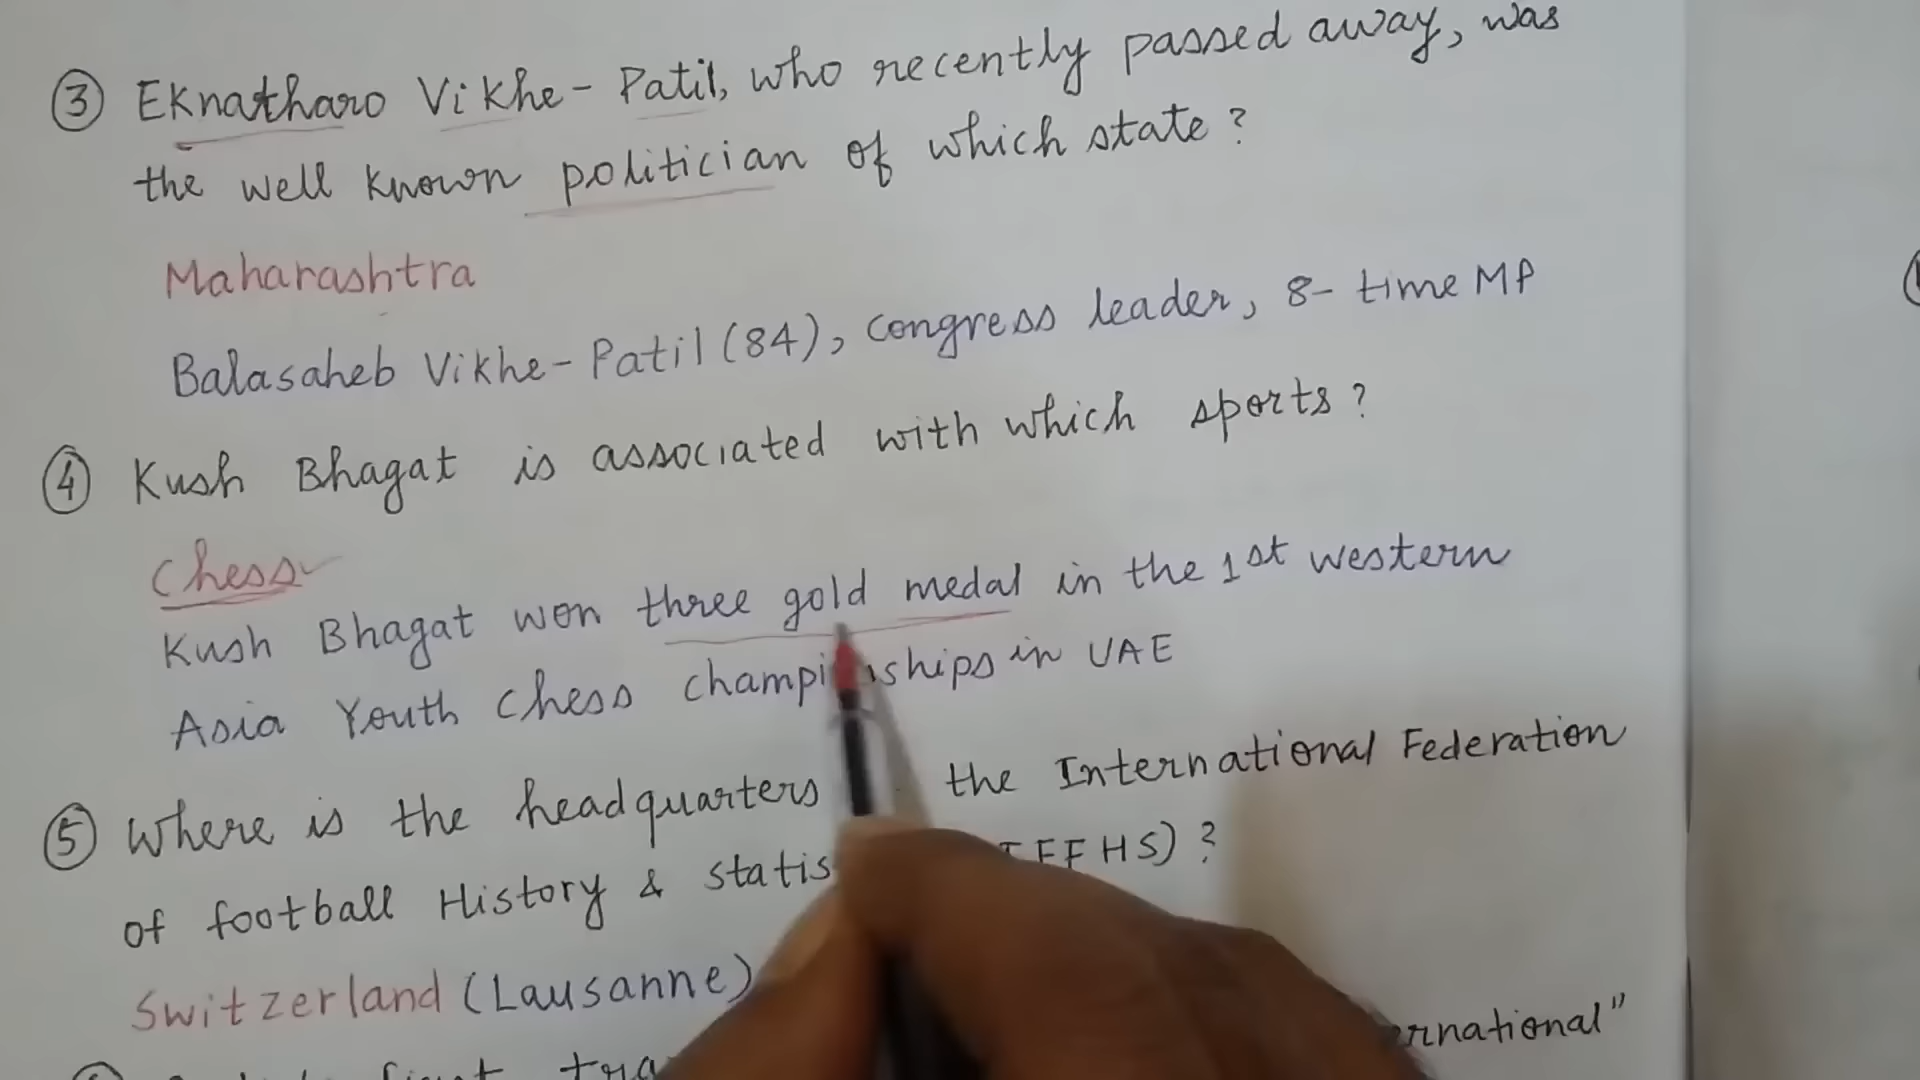 ③ Eknatharo Vikhe-Patil, who recently passed away, was
the well known politician of which state?
Maharashtra
Balasaheb Vikhe-Patil (84), Congress leader, 8-time MP
④ Kush Bhagat is associated with which sports?
Chess
Kush Bhagat won three gold medal in the 1st western
Asia Youth Chess championships in UAE
⑤ Where is the headquarters the International Federation
of football History & statis FFHS)?
Switzerland (Lausanne)
first tra rnational"